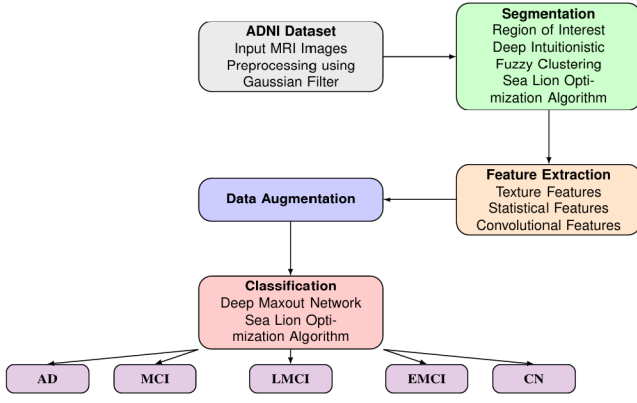 ADNI Dataset
Input MRI Images
Preprocessing using
Gaussian Filter
Segmentation
Region of Interest
Deep Intuitionistic
Fuzzy Clustering
Sea Lion Opti-
mization Algorithm
Feature Extraction
Texture Features
Statistical Features
Convolutional Features
Data Augmentation
Classification
Deep Maxout Network
Sea Lion Opti-
mization Algorithm
AD
MCI
LMCI
EMCI
CN